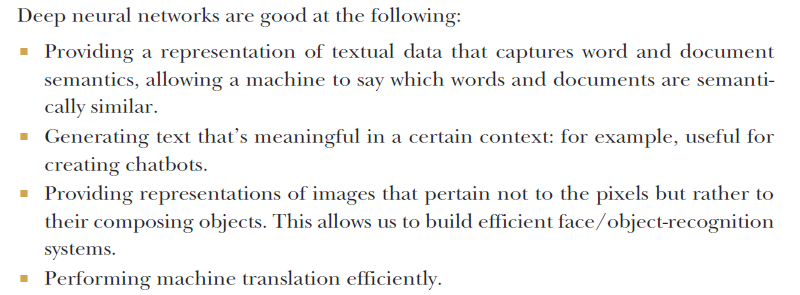 Deep neural networks are good at the following:
■ Providing a representation of textual data that captures word and document
semantics, allowing a machine to say which words and documents are semanti-
cally similar.
■ Generating text that’s meaningful in a certain context: for example, useful for
creating chatbots.
■ Providing representations of images that pertain not to the pixels but rather to
their composing objects. This allows us to build efficient face/object-recognition
systems.
■ Performing machine translation efficiently.